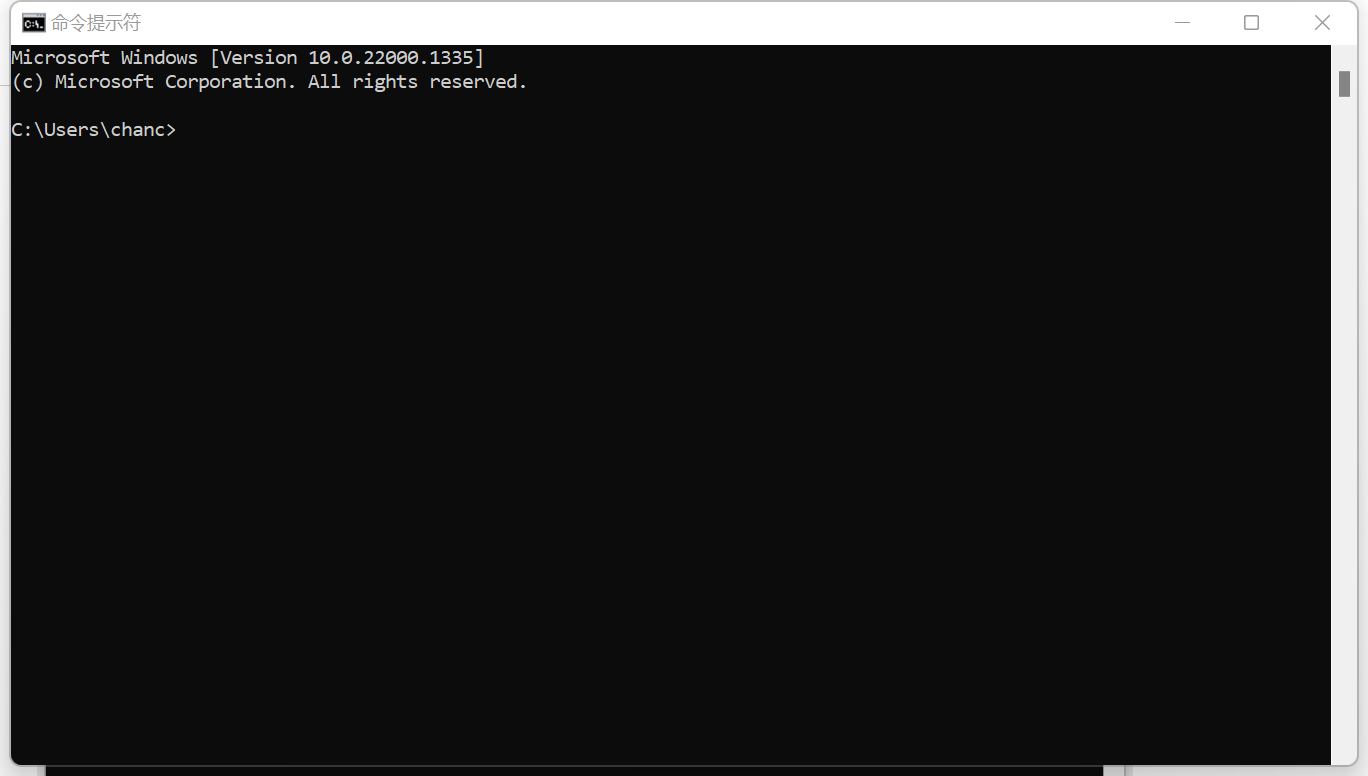 命令提示符
Microsoft Windows [Version 10.0.22000.1335]
(c) Microsoft Corporation. All rights reserved.
C:\Users\chanc>